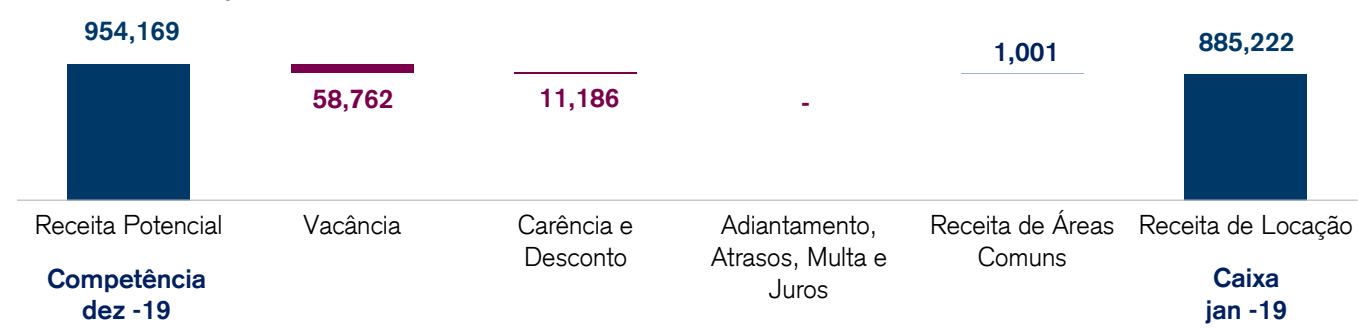 954,169
58,762
11,186
-
1,001
885,222
Receita Potencial
Vacância
Carência e
Desconto
Adiantamento,
Atrasos, Multa e
Juros
Receita de Áreas
Comuns
Receita de Locação
Competência
dez -19
Caixa
jan -19